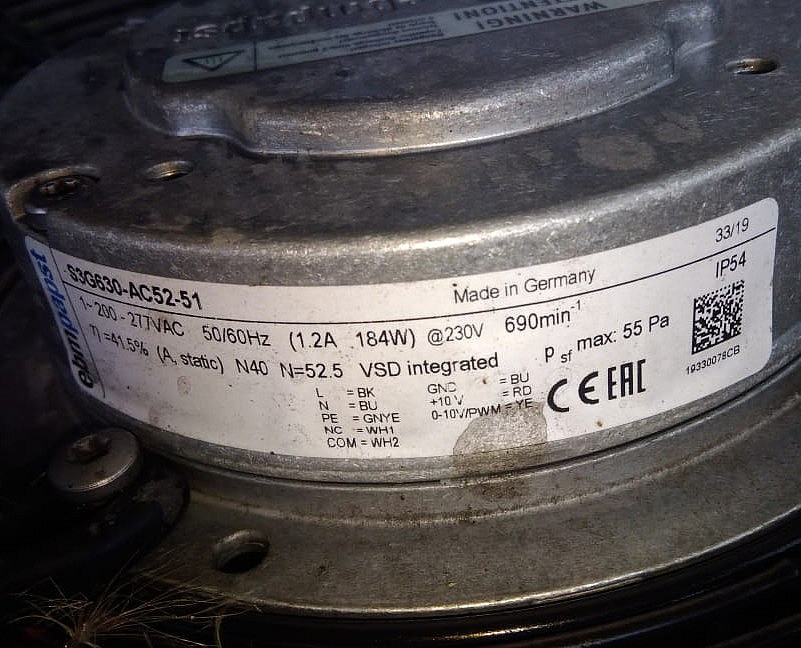 WARNING!
ebmpapst
S3G630-AC52-51
Made in Germany
33/19
1~ 200 - 277VAC 50/60Hz (1.2A 184W) @230V 690min-1
IP54
η =41.5% (A, static) N40 N=52.5 VSD integrated
p sf max: 55 Pa
L = BK
N = BU
PE = GNYE
NC = WH1
COM = WH2
GND = BU
+10 V = RD
0-10V/PWM = YE
CE EAC
19330078CB